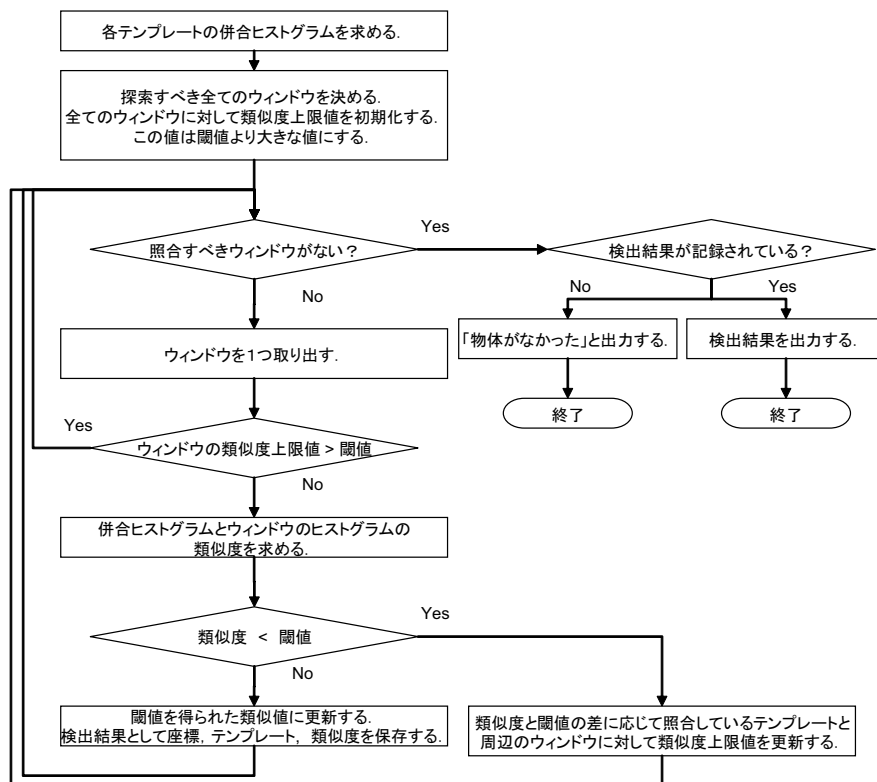 各テンプレートの併合ヒストグラムを求める.
探索すべき全てのウィンドウを決める.
全てのウィンドウに対して類似度上限値を初期化する.
この値は閾値より大きな値にする.
照合すべきウィンドウがない？
Yes
検出結果が記録されている？
No
No
Yes
ウィンドウを1つ取り出す.
「物体がなかった」と出力する.
検出結果を出力する.
終了
終了
Yes
ウィンドウの類似度上限値 > 閾値
No
併合ヒストグラムとウィンドウのヒストグラムの
類似度を求める.
Yes
類似度 < 閾値
No
閾値を得られた類似値に更新する.
検出結果として座標, テンプレート, 類似度を保存する.
類似度と閾値の差に応じて照合しているテンプレートと
周辺のウィンドウに対して類似度上限値を更新する.